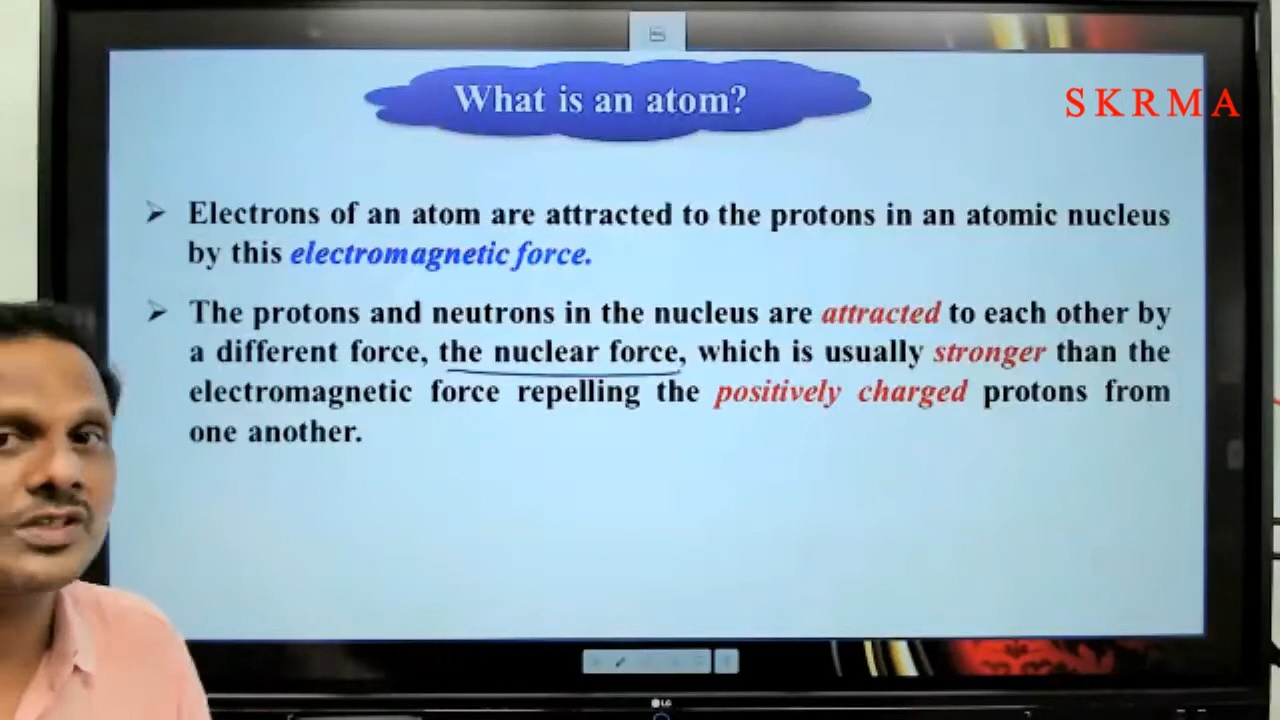 What is an atom?
SKRMA
➢ Electrons of an atom are attracted to the protons in an atomic nucleus
by this electromagnetic force.
➢ The protons and neutrons in the nucleus are attracted to each other by
a different force, the nuclear force, which is usually stronger than the
electromagnetic force repelling the positively charged protons from
one another.
LG